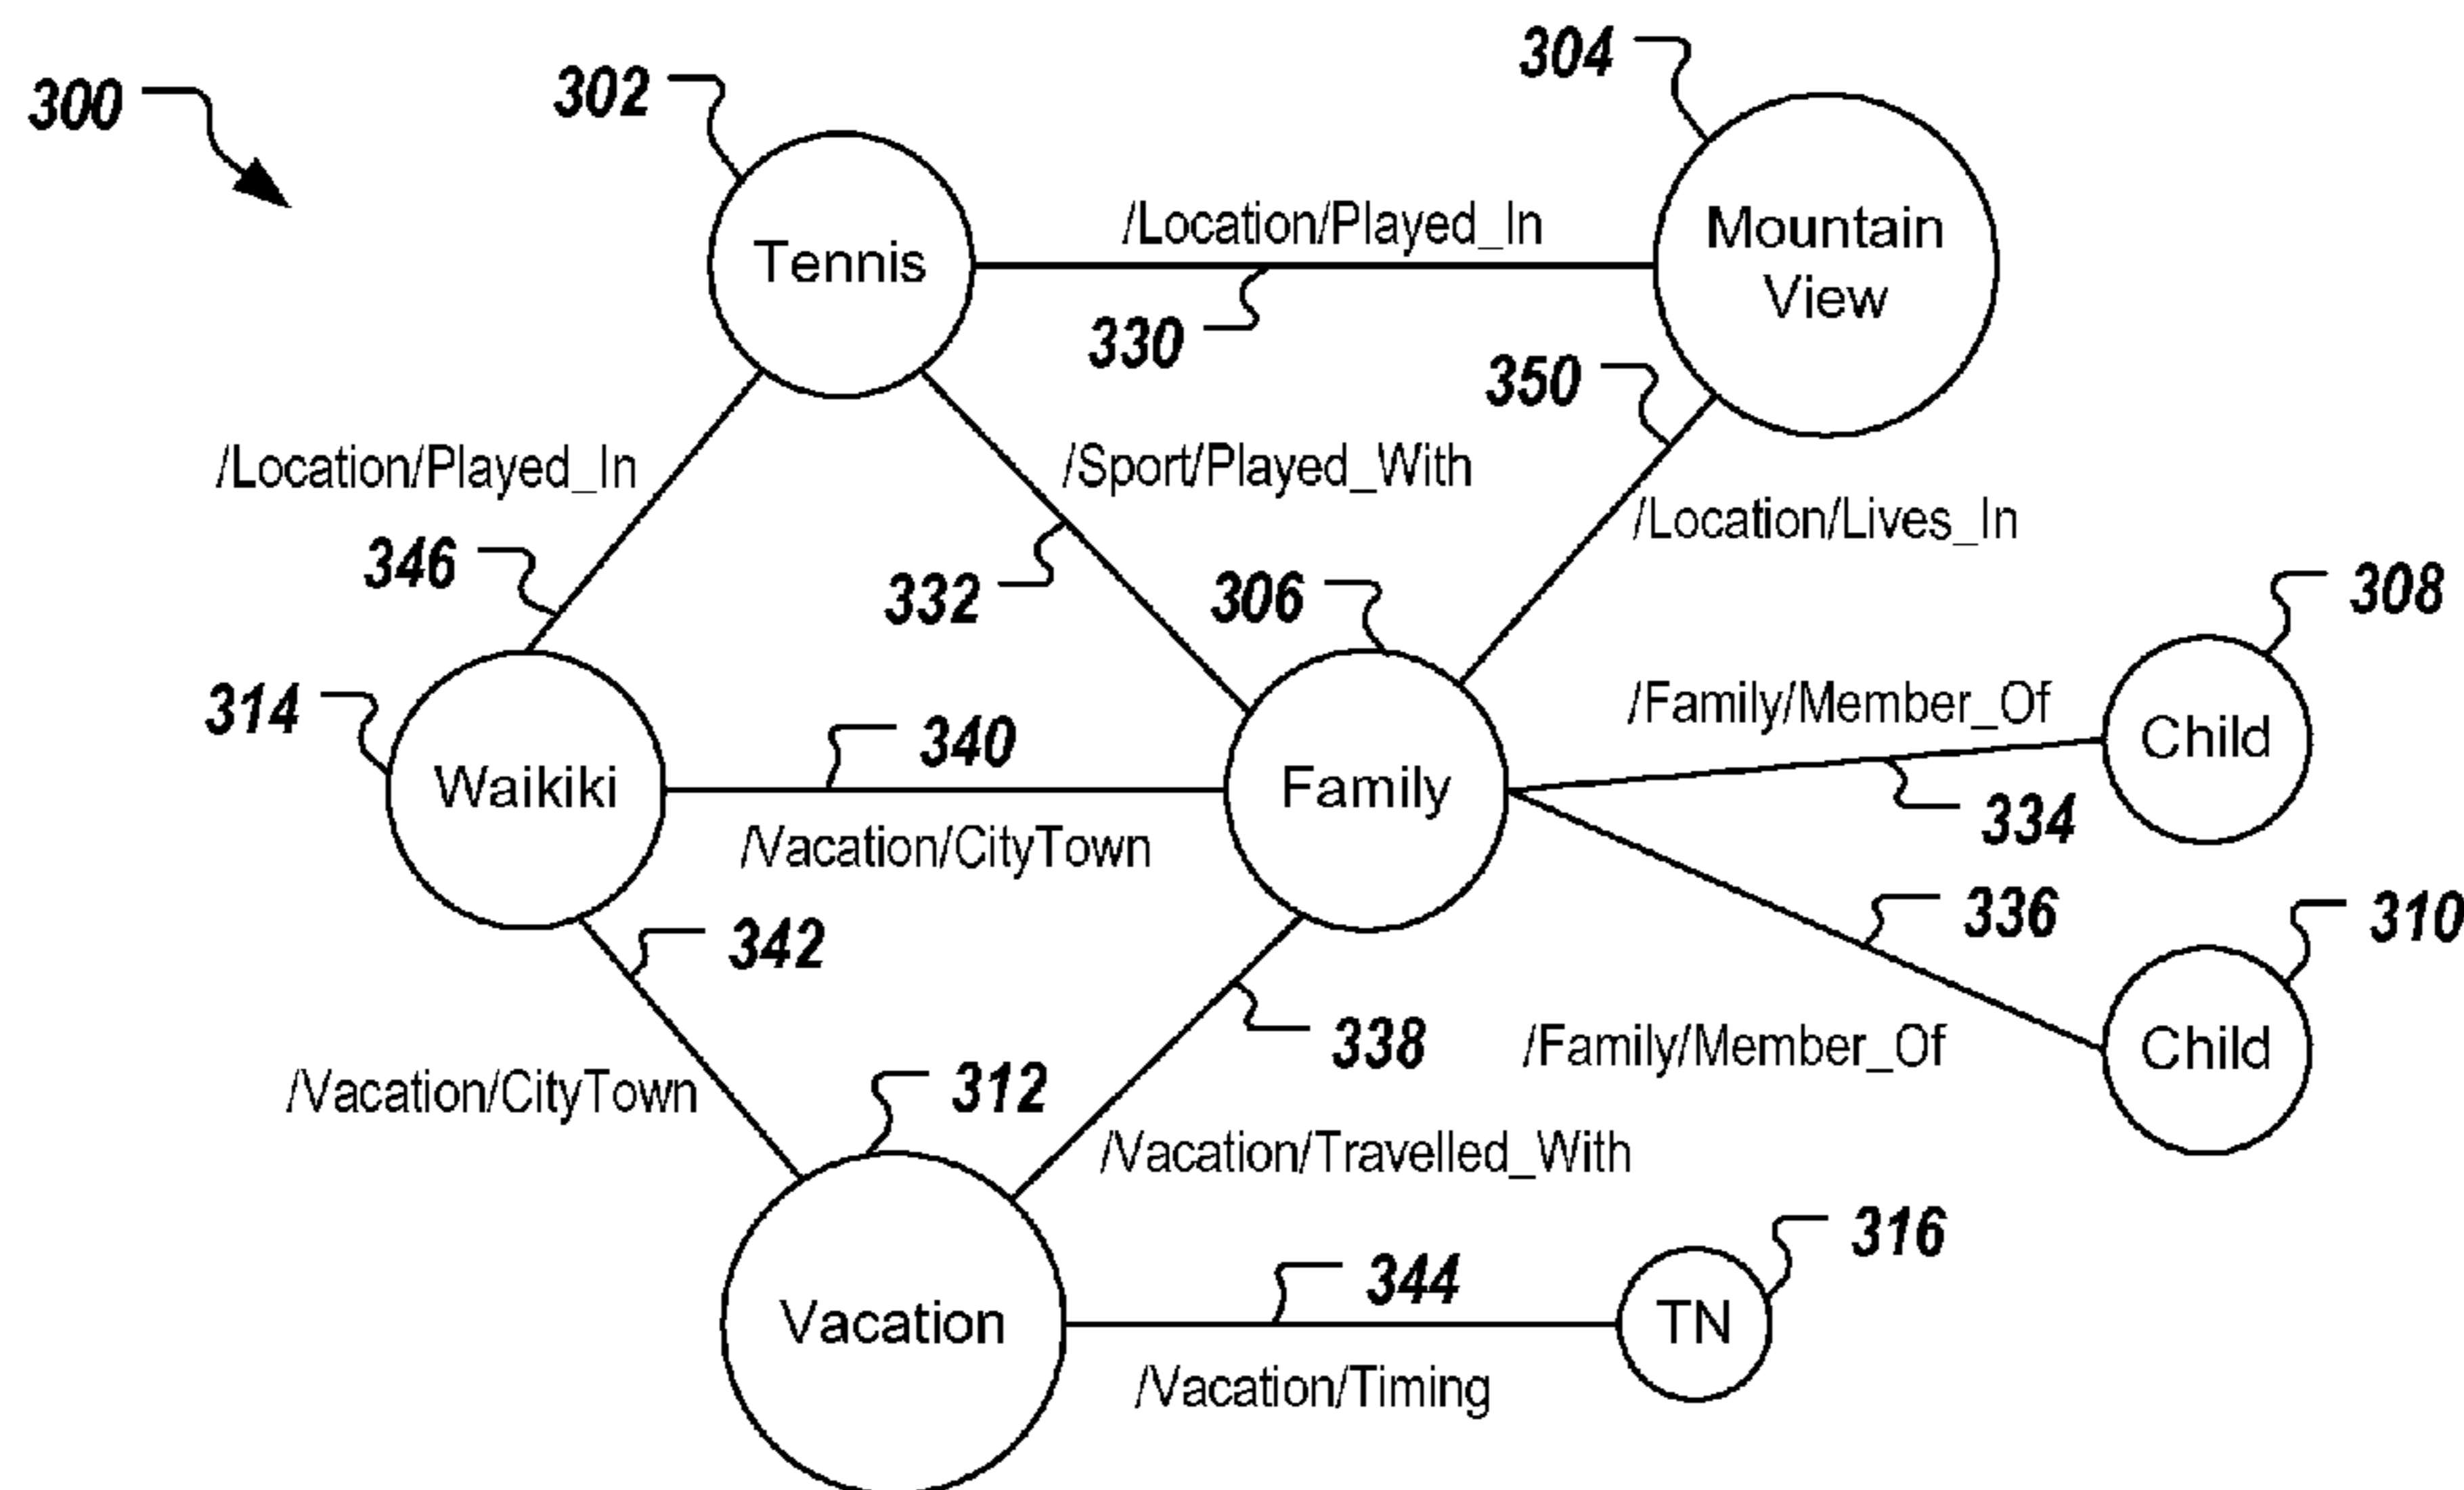 304
302
300
/Location/Played_In
Mountain
View
Tennis
330
350
/Location/Played_In
/Sport/Played_With
/Location/Lives_In
346
332
306
308
314
/Family/Member_Of
340
Child
Waikiki
Family
334
/Vacation/CityTown
336
310
342
338
/Family/Member_Of
Child
312
/Vacation/CityTown
/Vacation/Travelled_With
316
344
Vacation
TN
/Vacation/Timing